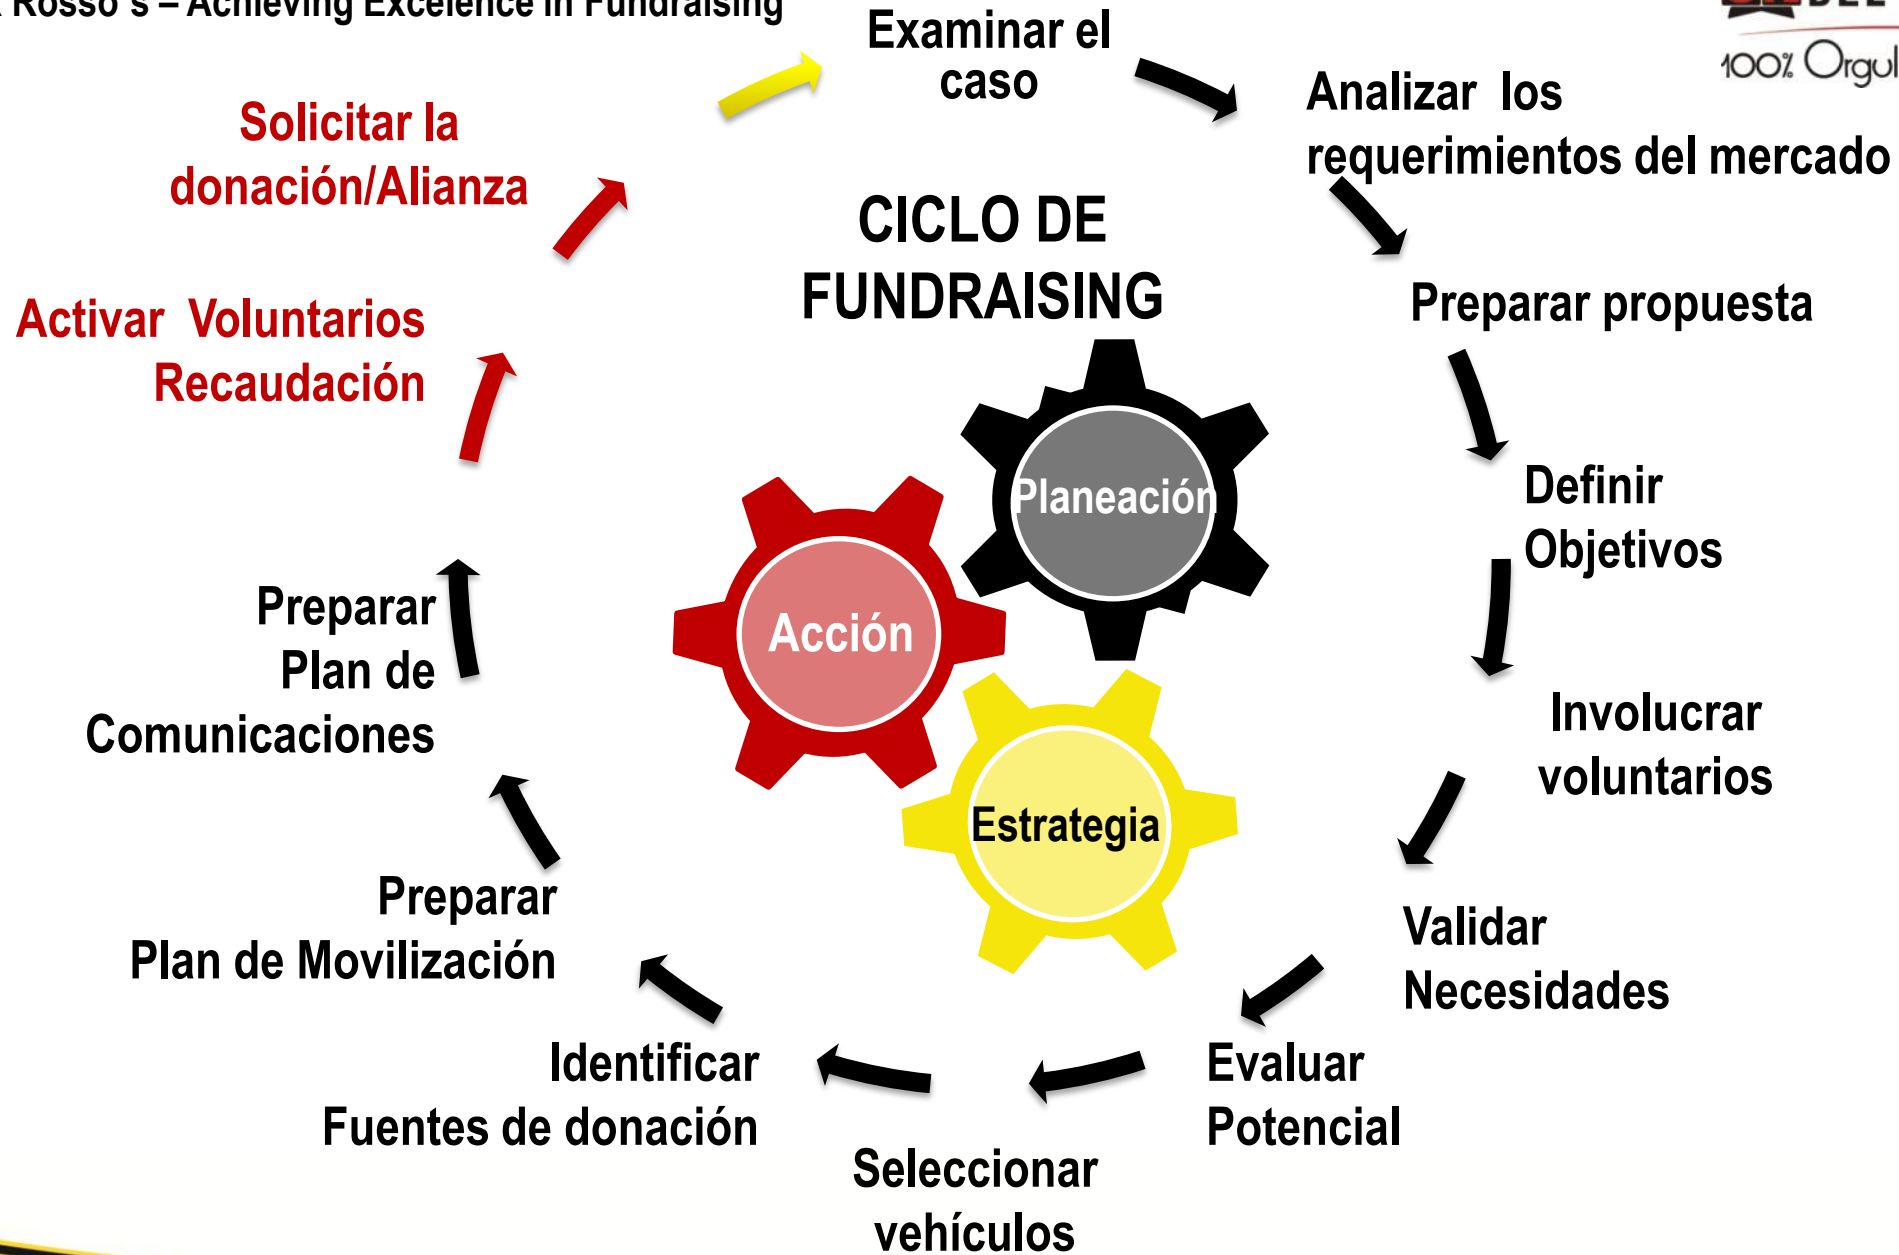 Rosso´s – Achieving Excelence in Fundraising
DEL
100% Orgul
Examinar el
caso
Analizar los
requerimientos del mercado
Preparar propuesta
Definir
Objetivos
Involucrar
voluntarios
Validar
Necesidades
Evaluar
Potencial
Seleccionar
vehículos
Identificar
Fuentes de donación
Preparar
Plan de Movilización
Preparar
Plan de
Comunicaciones
Activar Voluntarios
Recaudación
Solicitar la
donación/Alianza
CICLO DE
FUNDRAISING
Planeación
Acción
Estrategia